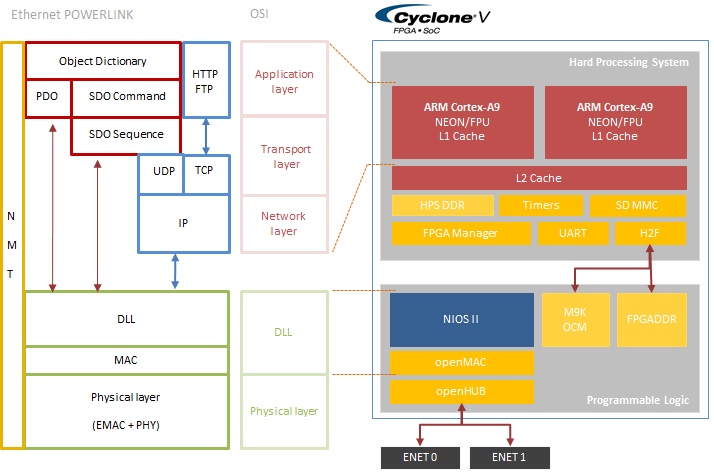 Ethernet POWERLINK
OSI
Cyclone V
FPGA • SoC
N
M
T
Object Dictionary
PDO
SDO Command
SDO Sequence
HTTP
FTP
UDP
TCP
IP
DLL
MAC
Physical layer
(EMAC + PHY)
Application
layer
Transport
layer
Network
layer
DLL
Physical layer
Hard Processing System
ARM Cortex-A9
NEON/FPU
L1 Cache
ARM Cortex-A9
NEON/FPU
L1 Cache
L2 Cache
HPS DDR
Timers
SD MMC
FPGA Manager
UART
H2F
NIOS II
M9K
OCM
FPGADDR
openMAC
openHUB
Programmable Logic
ENET 0
ENET 1